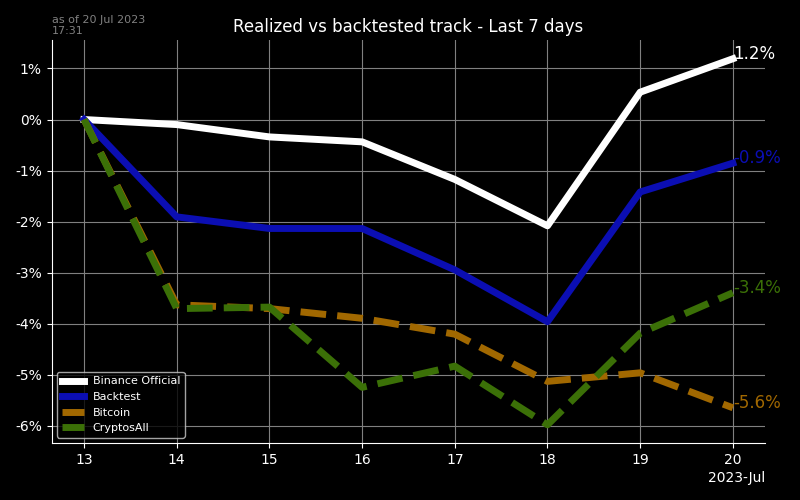 as of 20 Jul 2023
17:31
Realized vs backtested track - Last 7 days
1%
0%
-1%
-2%
-3%
-4%
-5%
-6%
1.2%
-0.9%
-3.4%
-5.6%
Binance Official
Backtest
Bitcoin
CryptosAll
13 14 15 16 17 18 19 20
2023-Jul